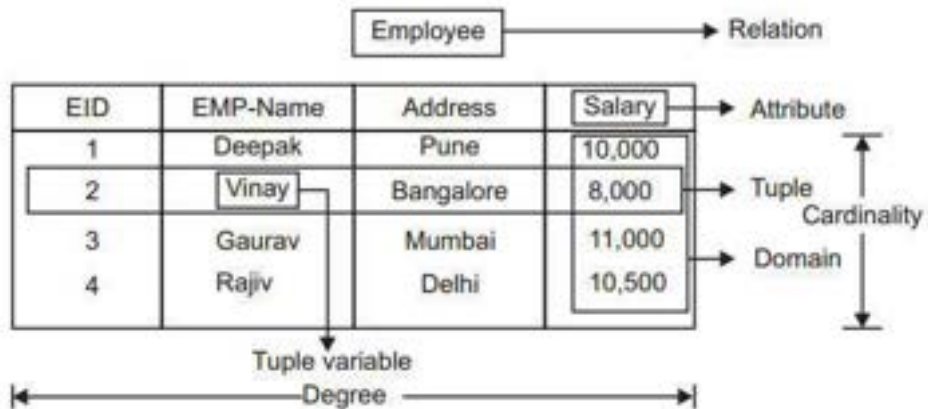 Employee Relation
EID EMP-Name Address Salary Attribute
1 Deepak Pune 10,000
2 Vinay Bangalore 8,000 Tuple
Cardinality
3 Gaurav Mumbai 11,000
Domain
4 Rajiv Delhi 10,500
Tuple variable
Degree